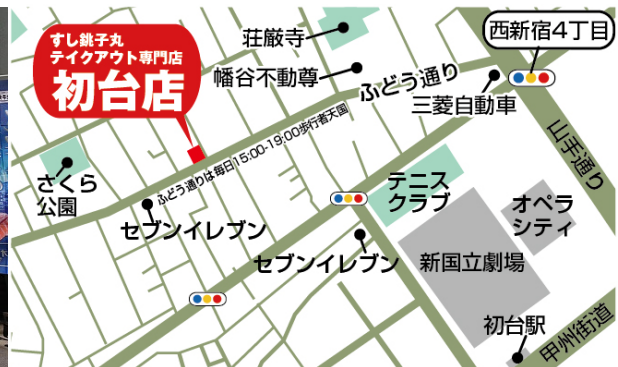 すし銚子丸
テイクアウト専門店
初台店
荘厳寺
幡谷不動尊
ふどう通り
西新宿4丁目
三菱自動車
山手通り
ふどう通りは毎日15:00-19:00歩行者天国
さくら
公園
セブンイレブン
テニス
クラブ
オペラ
シティ
セブンイレブン
新国立劇場
初台駅
甲州街道